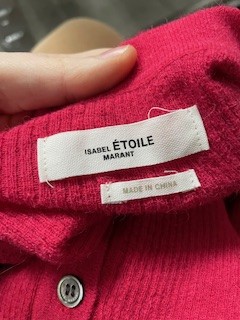 ISABEL ÉTOILE
MARANT
MADE IN CHINA